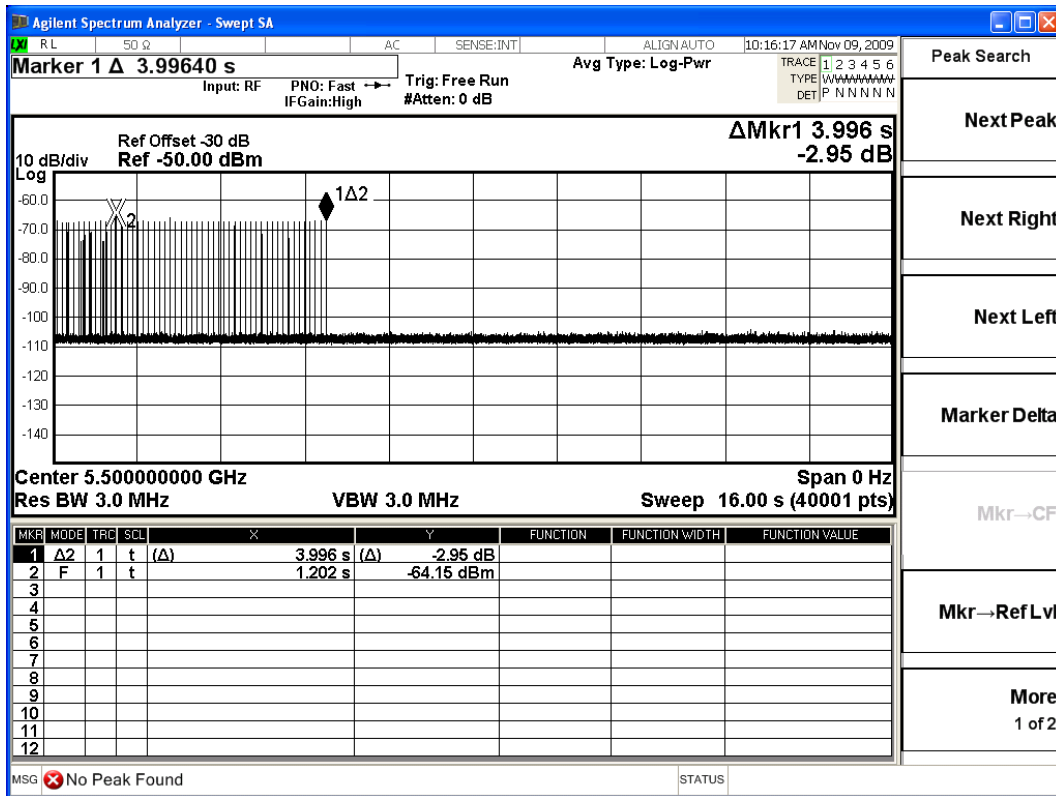 Agilent Spectrum Analyzer - Swept SA
LXI RL 50 Ω AC SENSE:INT ALIGN AUTO 10:16:17 AM Nov 09, 2009
Marker 1 Δ 3.99640 s
Input: RF PNO: Fast IFGain:High
Trig: Free Run
#Atten: 0 dB
Avg Type: Log-Pwr
TRACE 1 2 3 4 5 6
TYPE WWWWWW
DET P N N N N N
ΔMkr1 3.996 s
-2.95 dB
Ref Offset -30 dB
10 dB/div Ref -50.00 dBm
Log
-60.0
-70.0
-80.0
-90.0
-100
-110
-120
-130
-140
1Δ2
2
Center 5.500000000 GHz Span 0 Hz
Res BW 3.0 MHz VBW 3.0 MHz Sweep 16.00 s (40001 pts)
MKR MODE TRC SCL X Y FUNCTION FUNCTION WIDTH FUNCTION VALUE
1 Δ2 1 t (Δ) 3.996 s (Δ) -2.95 dB
2 F 1 t 1.202 s -64.15 dBm
3
4
5
6
7
8
9
10
11
12
MSG No Peak Found STATUS
Peak Search
Next Peak
Next Right
Next Left
Marker Delta
Mkr→CF
Mkr→Ref Lvl
More
1 of 2